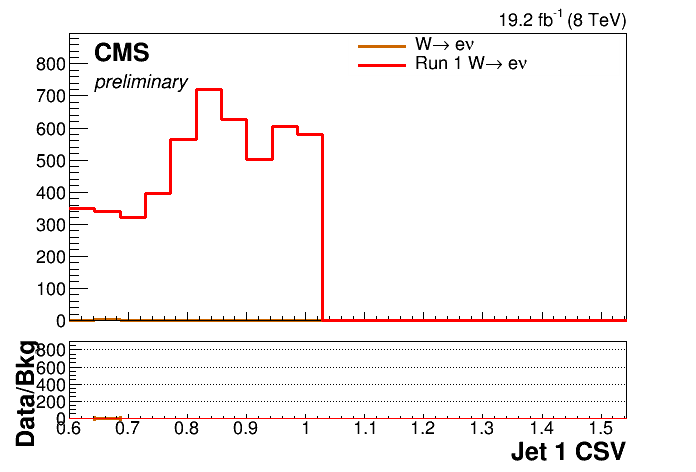 19.2 fb⁻¹ (8 TeV)
CMS
preliminary
W→ eν
Run 1 W→ eν
800
700
600
500
400
300
200
100
0
Data/Bkg
800
600
400
200
0
0.6 0.7 0.8 0.9 1 1.1 1.2 1.3 1.4 1.5
Jet 1 CSV